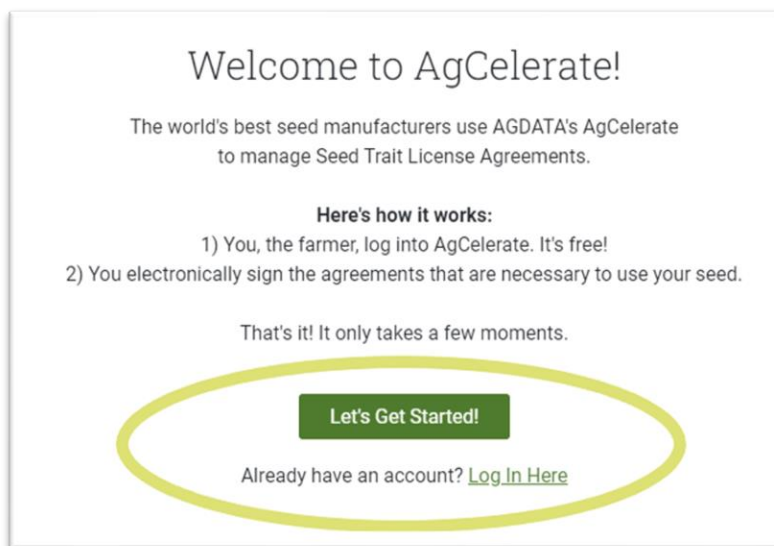 Welcome to AgCelerate!
The world's best seed manufacturers use AGDATA's AgCelerate
to manage Seed Trait License Agreements.
Here's how it works:
1) You, the farmer, log into AgCelerate. It's free!
2) You electronically sign the agreements that are necessary to use your seed.
That's it! It only takes a few moments.
Let's Get Started!
Already have an account? Log In Here